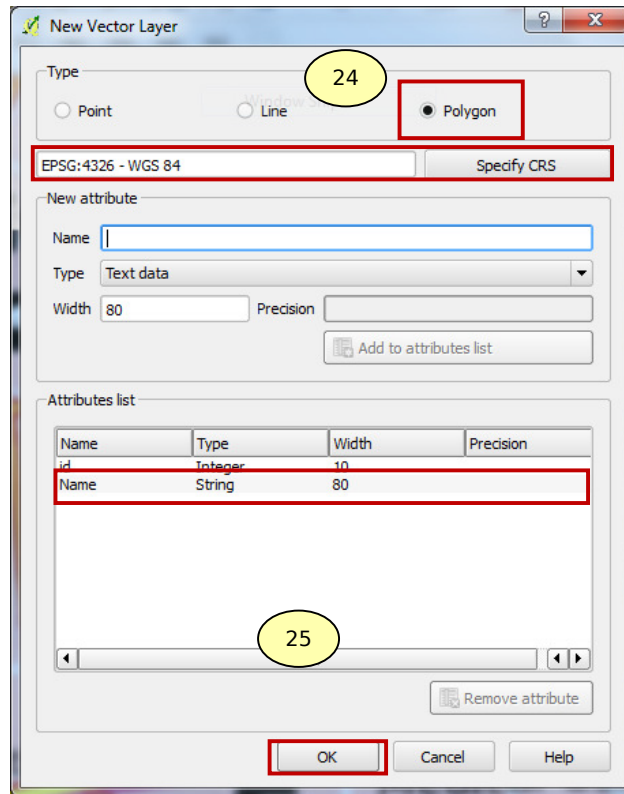 New Vector Layer
Type
24
Point
Line
Polygon
EPSG:4326 - WGS 84
Specify CRS
New attribute
Name
Type Text data
Width 80 Precision
Add to attributes list
Attributes list
Name Type Width Precision
id Integer 10
Name String 80
25
Remove attribute
OK Cancel Help